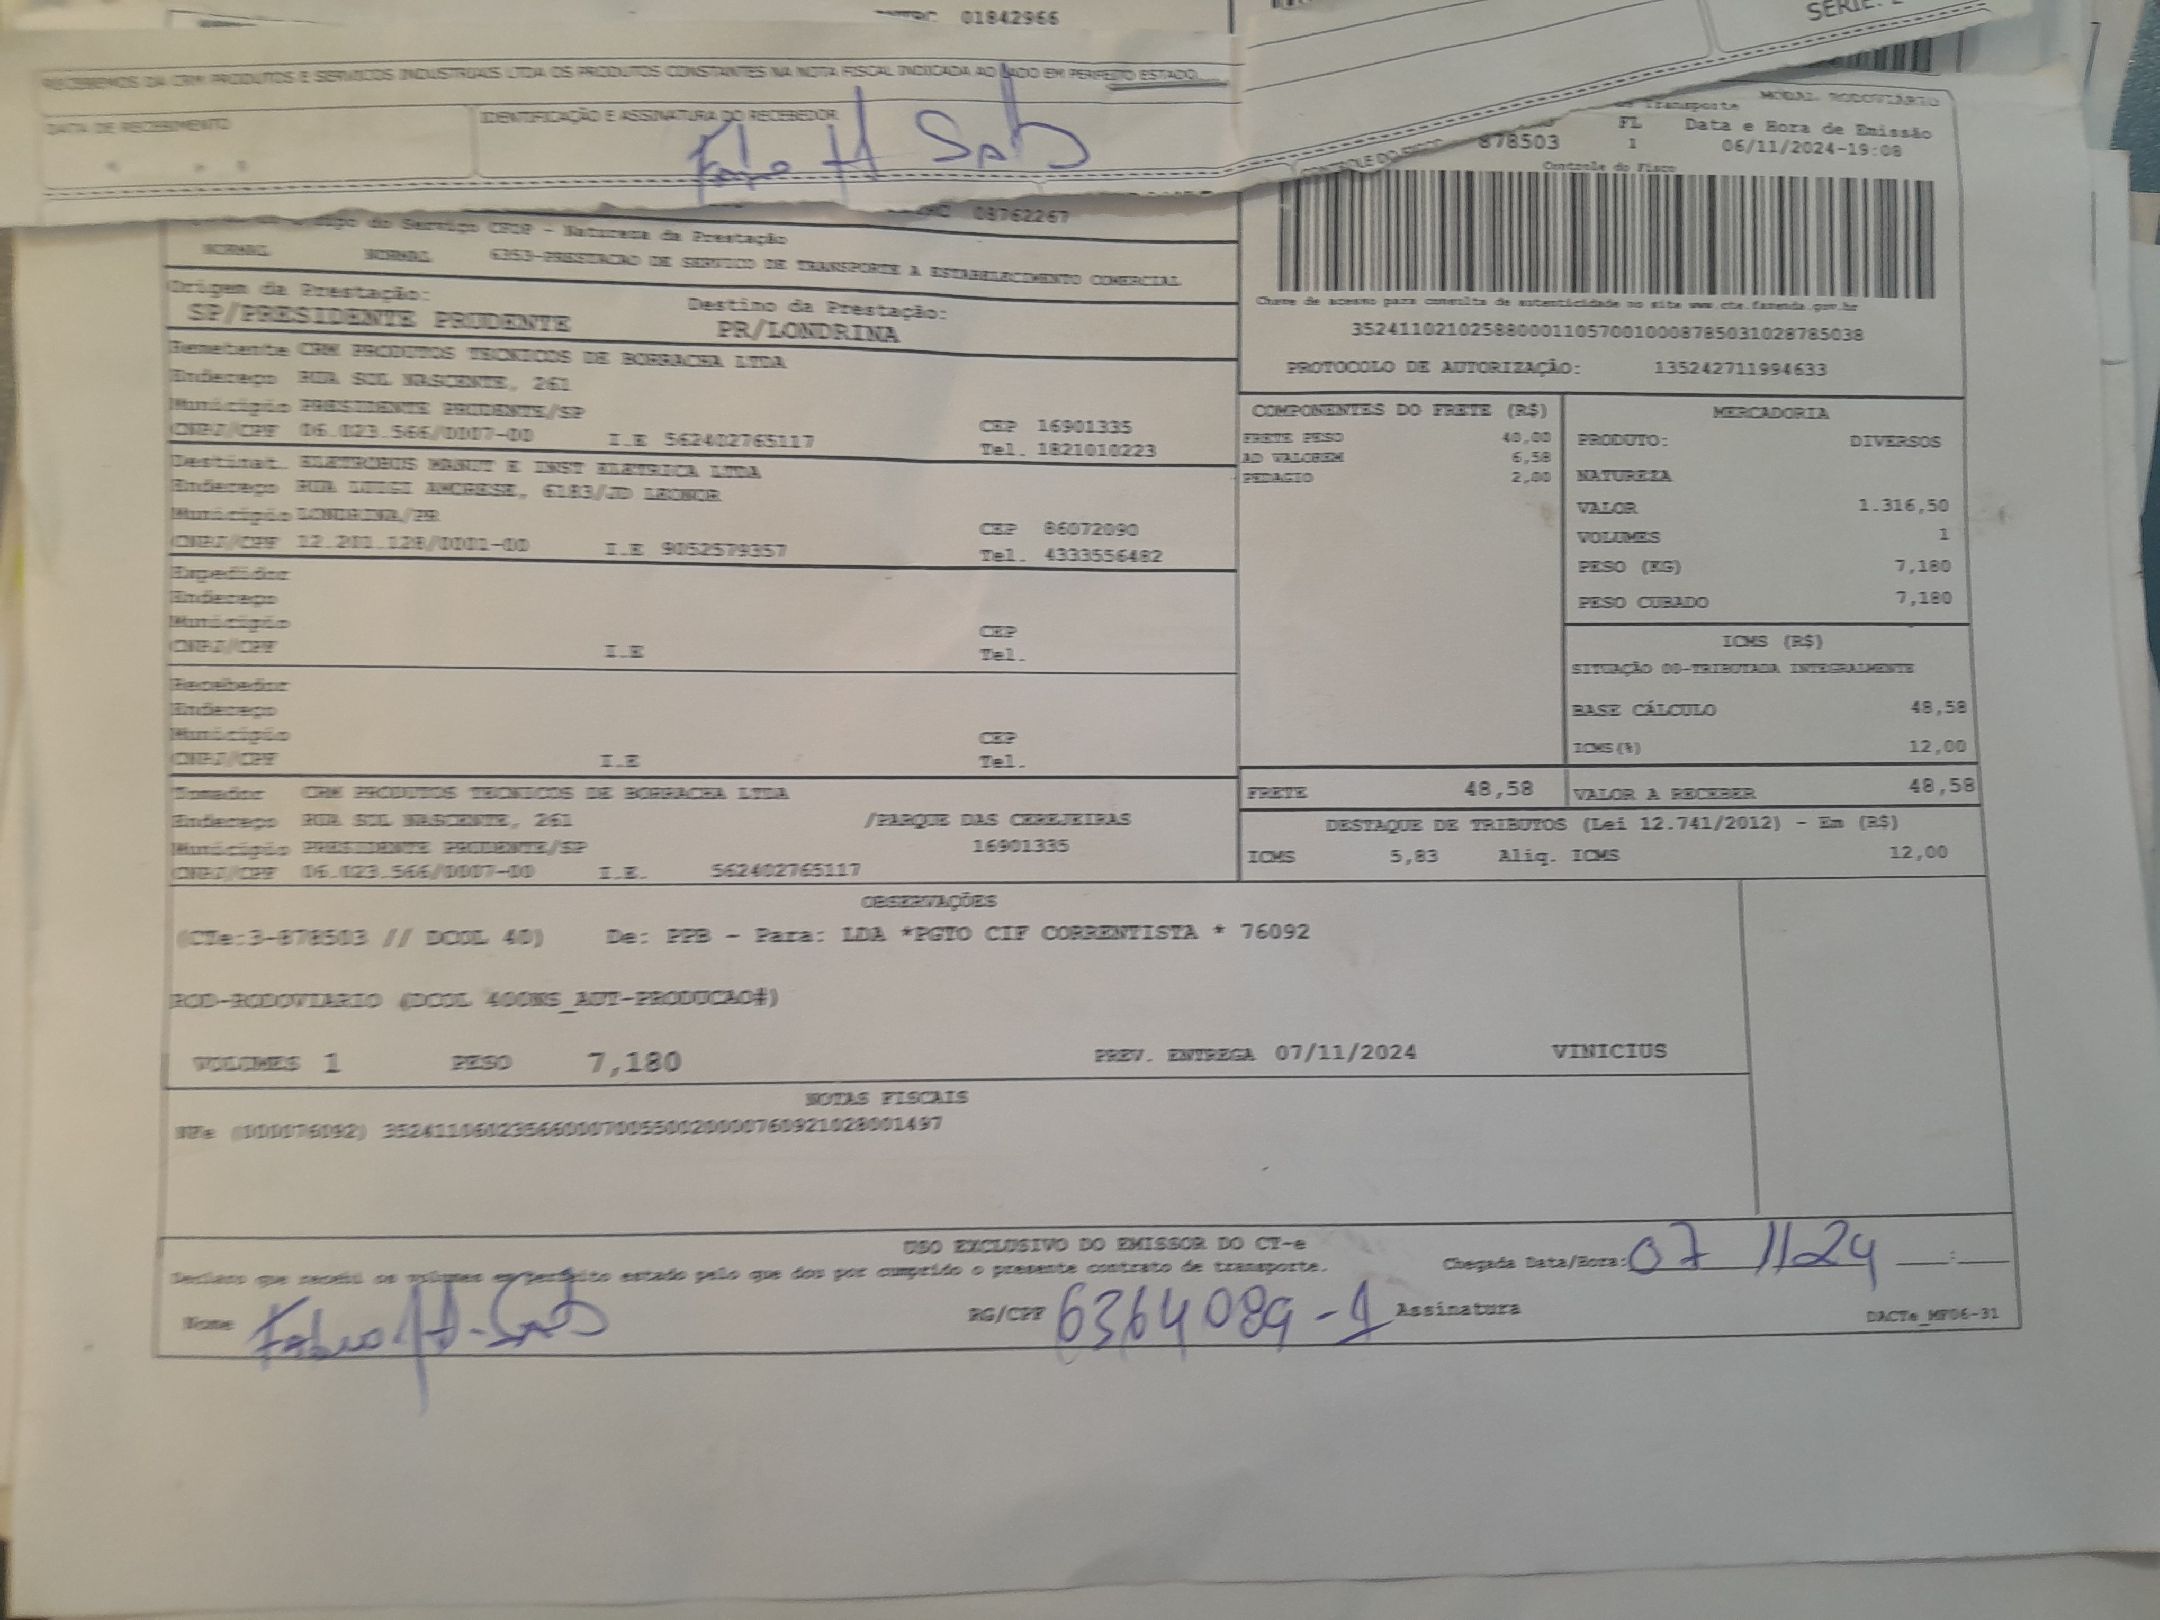 01842966
SÉRIE:
RECEBEMOS DA CRM PRODUTOS E SERVICOS INDUSTRIAIS LTDA OS PRODUTOS CONSTANTES NA NOTA FISCAL INDICADA AO LADO EM PERFEITO ESTADO
DATA DE RECEBIMENTO
IDENTIFICAÇÃO E ASSINATURA DO RECEBEDOR
Transporte MODAL RODOVIÁRIO
FL Data e Hora de Emissão
878503 1 06/11/2024-19:08
CONTROLE DO FISCO
Controle do Fisco
08762267
do Serviço CFOP - Natureza da Prestação
NORMAL NORMAL 6353-PRESTACAO DE SERVICO DE TRANSPORTE A ESTABELECIMENTO COMERCIAL
Origem da Prestação: Destino da Prestação:
SP/PRESIDENTE PRUDENTE PR/LONDRINA
Chave de acesso para consulta de autenticidade no site www.cte.fazenda.gov.br
35241102102588000110570010008785031028785038
PROTOCOLO DE AUTORIZAÇÃO: 135242711994633
Remetente CRM PRODUTOS TECNICOS DE BORRACHA LTDA
Endereço RUA SOL NASCENTE, 261
Município PRESIDENTE PRUDENTE/SP CEP 16901335
CNPJ/CPF 06.023.566/0007-00 I.E 562402765117 Tel. 1821010223
Destinat. ELETROBUS MANUT E INST ELETRICA LTDA
Endereço RUA LUIGI AMORESE, 6183/JD LEONOR
Município LONDRINA/PR CEP 86072090
CNPJ/CPF 12.201.128/0001-00 I.E 9052579357 Tel. 4333556482
Expedidor
Endereço
Município CEP
CNPJ/CPF I.E Tel.
Recebedor
Endereço
Município CEP
CNPJ/CPF I.E Tel.
Tomador CRM PRODUTOS TECNICOS DE BORRACHA LTDA
Endereço RUA SOL NASCENTE, 261 /PARQUE DAS CEREJEIRAS
Município PRESIDENTE PRUDENTE/SP 16901335
CNPJ/CPF 06.023.566/0007-00 I.E. 562402765117
COMPONENTES DO FRETE (R$)
FRETE PESO 40,00
AD VALOREM 6,58
PEDAGIO 2,00
MERCADORIA
PRODUTO: DIVERSOS
NATUREZA
VALOR 1.316,50
VOLUMES 1
PESO (KG) 7,180
PESO CUBADO 7,180
ICMS (R$)
SITUAÇÃO 00-TRIBUTADA INTEGRALMENTE
BASE CÁLCULO 48,58
ICMS(%) 12,00
FRETE 48,58 VALOR A RECEBER 48,58
DESTAQUE DE TRIBUTOS (Lei 12.741/2012) - Em (R$)
ICMS 5,83 Aliq. ICMS 12,00
OBSERVAÇÕES
(CTe:3-878503 // DCOL 40) De: PPB - Para: LDA *PGTO CIF CORRENTISTA * 76092
ROD-RODOVIARIO (DCOL 400NS_AUT-PRODUCAO#)
VOLUMES 1 PESO 7,180 PREV. ENTREGA 07/11/2024 VINICIUS
NOTAS FISCAIS
NFe (000076092) 35241106023566000700550020000760921028001497
USO EXCLUSIVO DO EMISSOR DO CT-e
Declaro que recebi os volumes em perfeito estado pelo que dou por cumprido o presente contrato de transporte. Chegada Data/Hora: 07 11 24 :
Nome RG/CPF 6364089-1 Assinatura DACTe_MF06-31